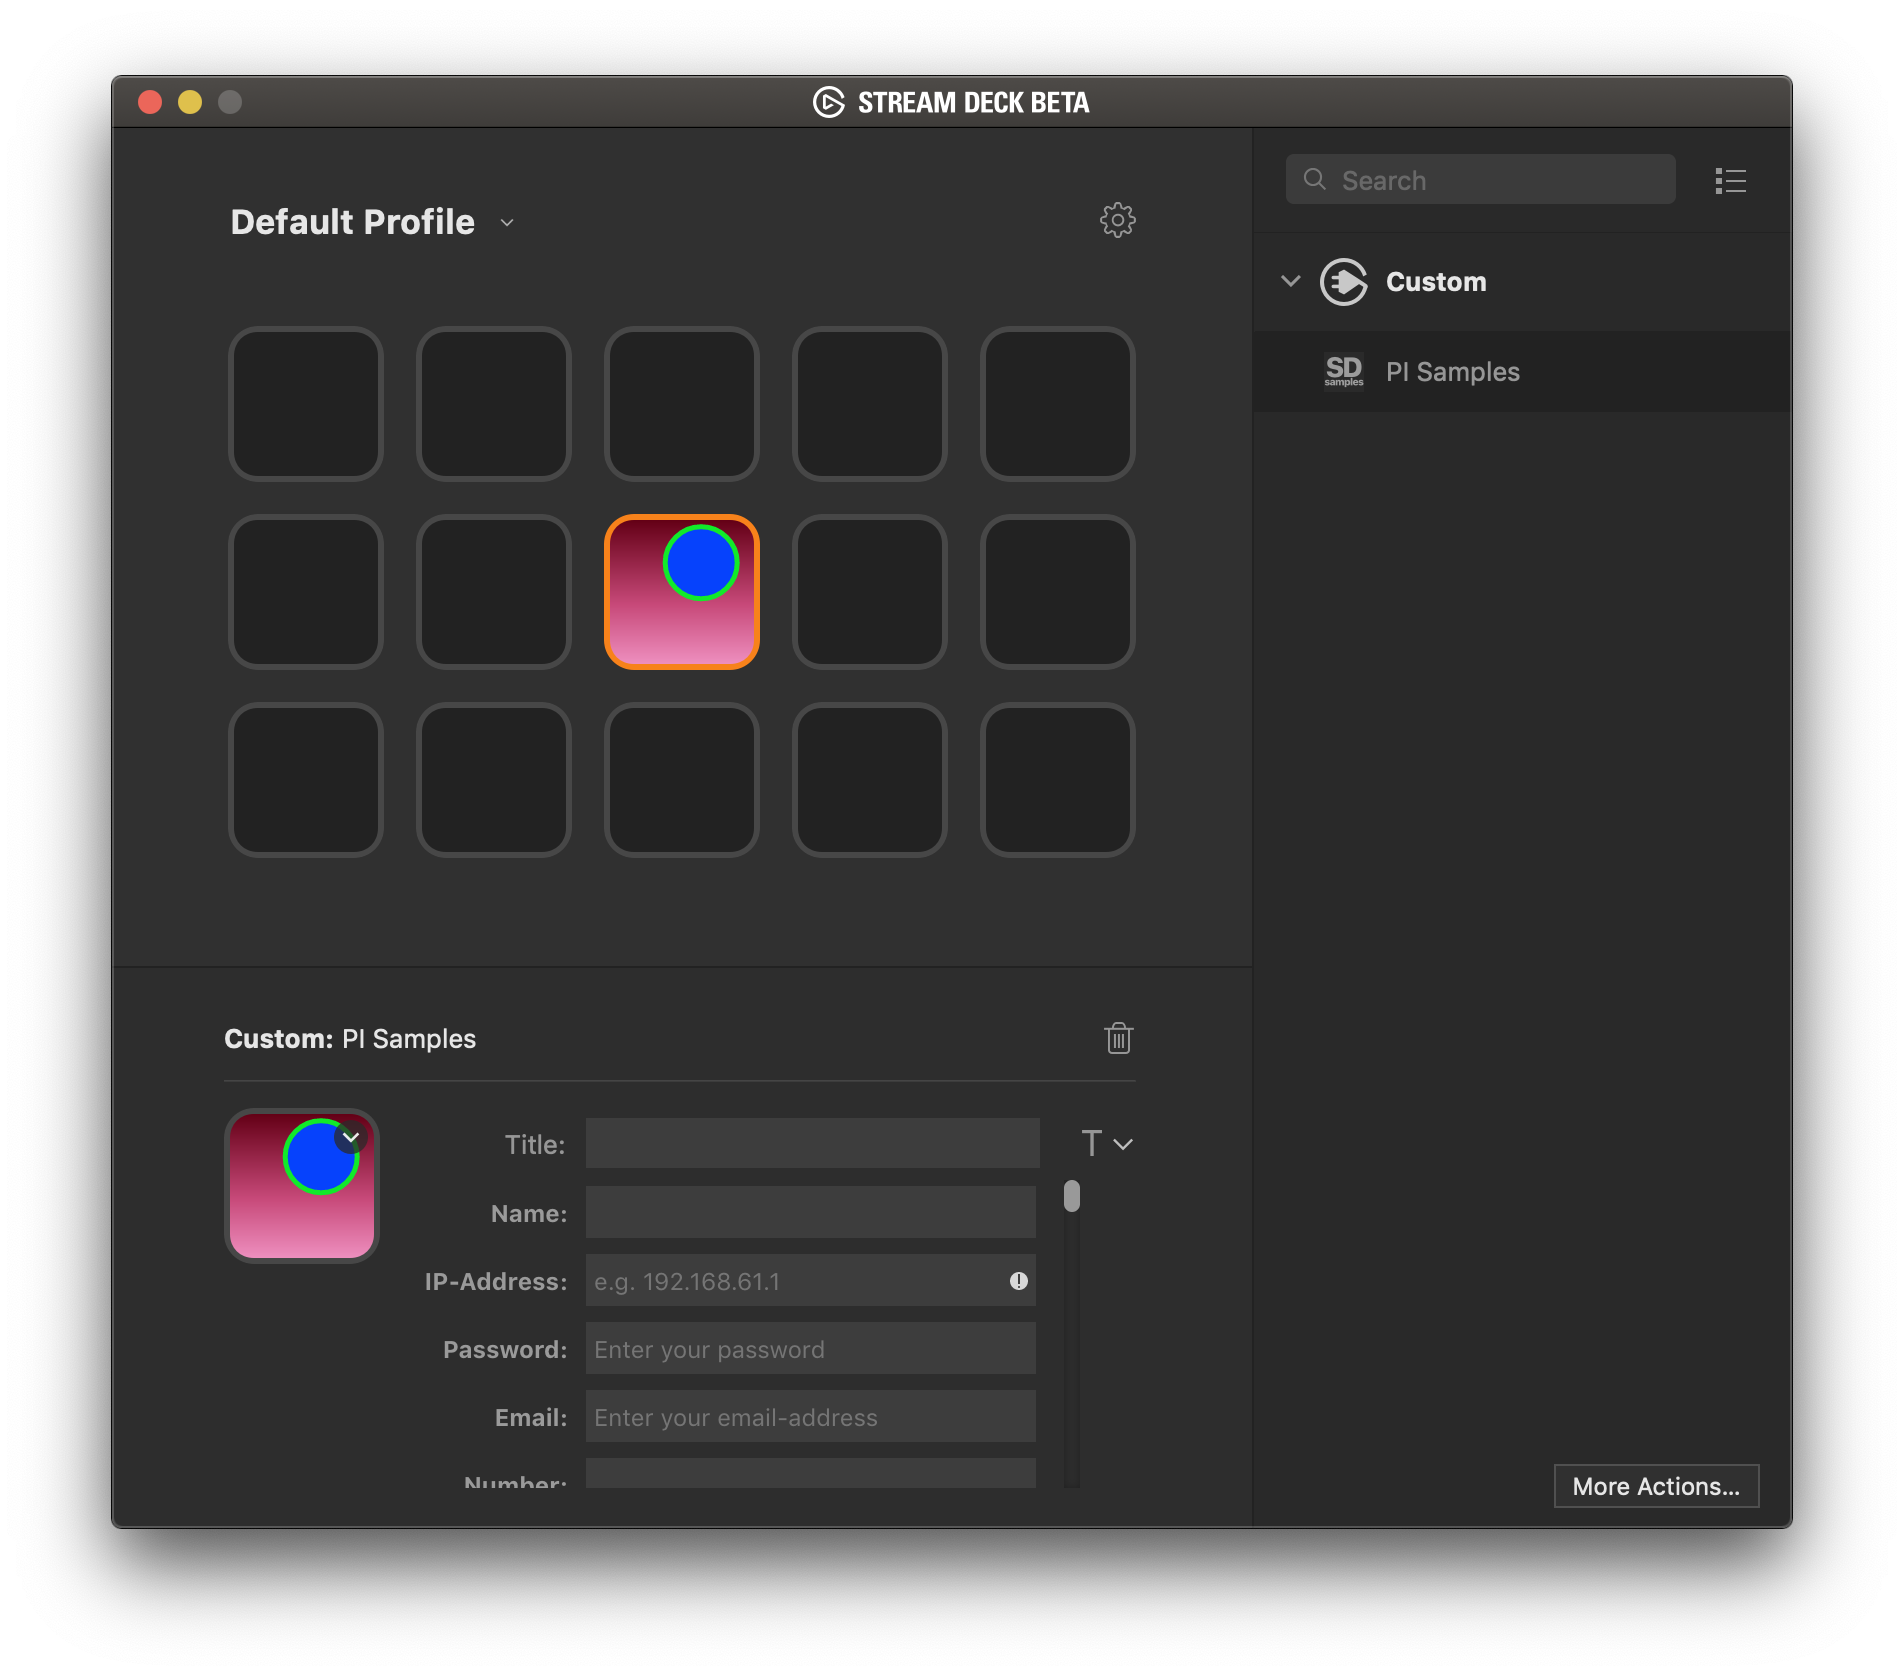 STREAM DECK BETA
Default Profile
Search
Custom
SD
samples
PI Samples
Custom: PI Samples
Title:
T
Name:
IP-Address: e.g. 192.168.61.1
Password: Enter your password
Email: Enter your email-address
Number:
More Actions...